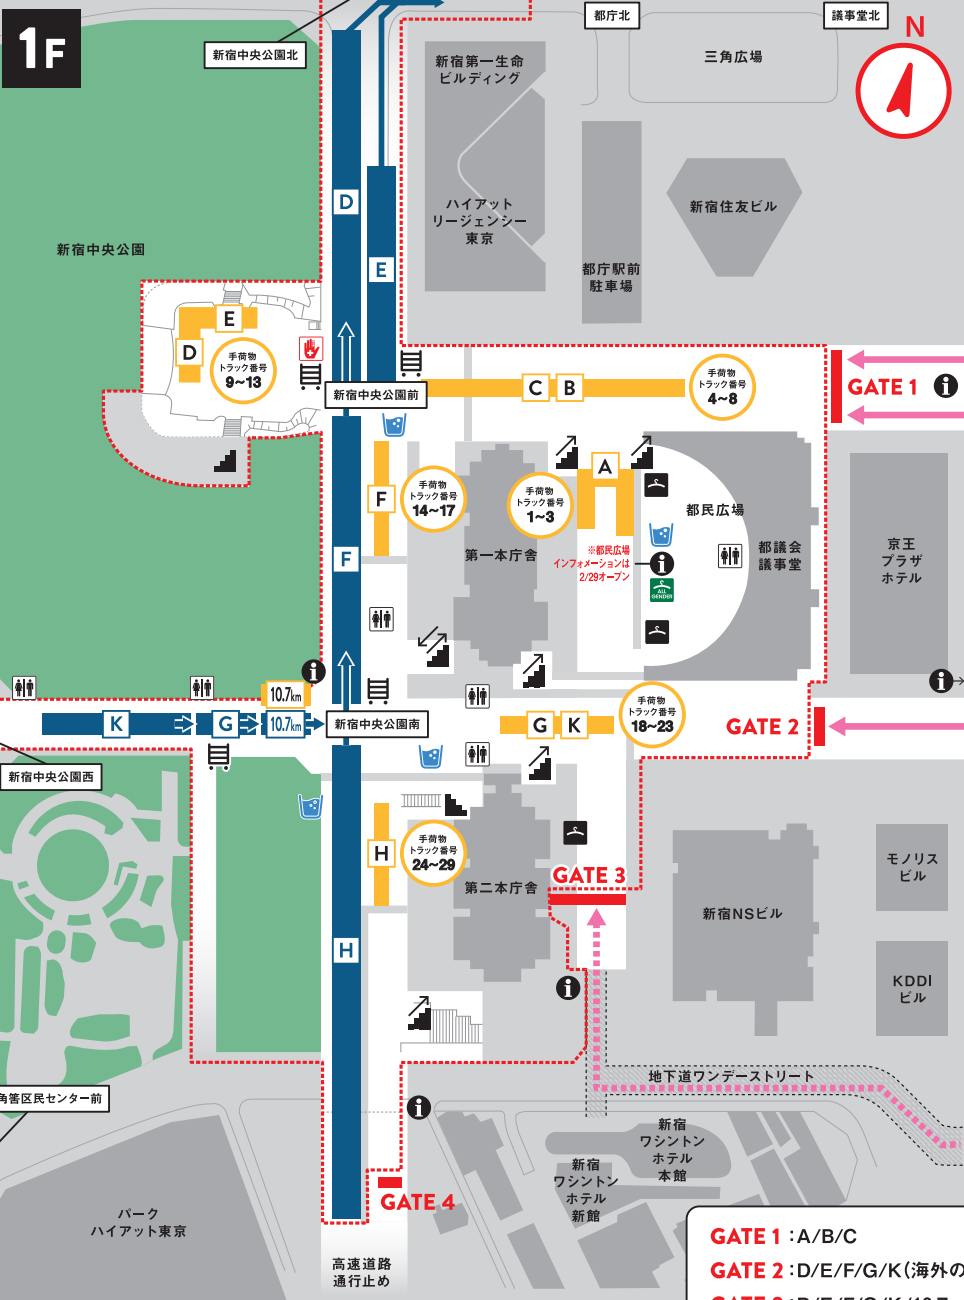 1F
新宿中央公園北
都庁北
議事堂北
N
新宿第一生命
ビルディング
三角広場
D
ハイアット
リージェンシー
東京
新宿住友ビル
新宿中央公園
E
都庁駅前
駐車場
E
D
手荷物
トラック番号
9~13
新宿中央公園前
C
B
手荷物
トラック番号
4~8
GATE 1
F
手荷物
トラック番号
14~17
手荷物
トラック番号
1~3
A
都民広場
F
第一本庁舎
※都民広場
インフォメーションは
2/29オープン
ALL
GENDER
都議会
議事堂
京王
プラザ
ホテル
10.7km
K
G
10.7km
新宿中央公園南
G
K
手荷物
トラック番号
18~23
GATE 2
新宿中央公園西
H
手荷物
トラック番号
24~29
第二本庁舎
GATE 3
新宿NSビル
モノリス
ビル
H
KDDI
ビル
地下道ワンデーストリート
角筈区民センター前
新宿
ワシントン
ホテル
本館
新宿
ワシントン
ホテル
新館
GATE 4
パーク
ハイアット東京
高速道路
通行止め
GATE 1:A/B/C
GATE 2:D/E/F/G/K(海外の